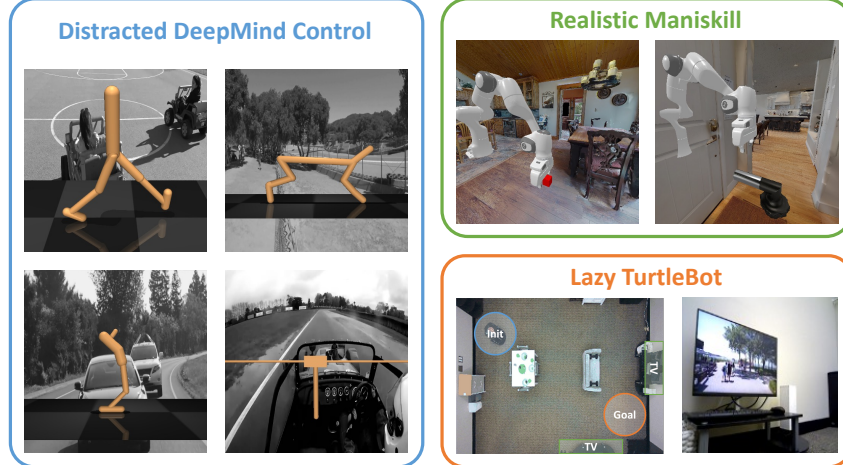 Distracted DeepMind Control
Realistic Maniskill
Lazy TurtleBot
Init
TV
Goal
TV